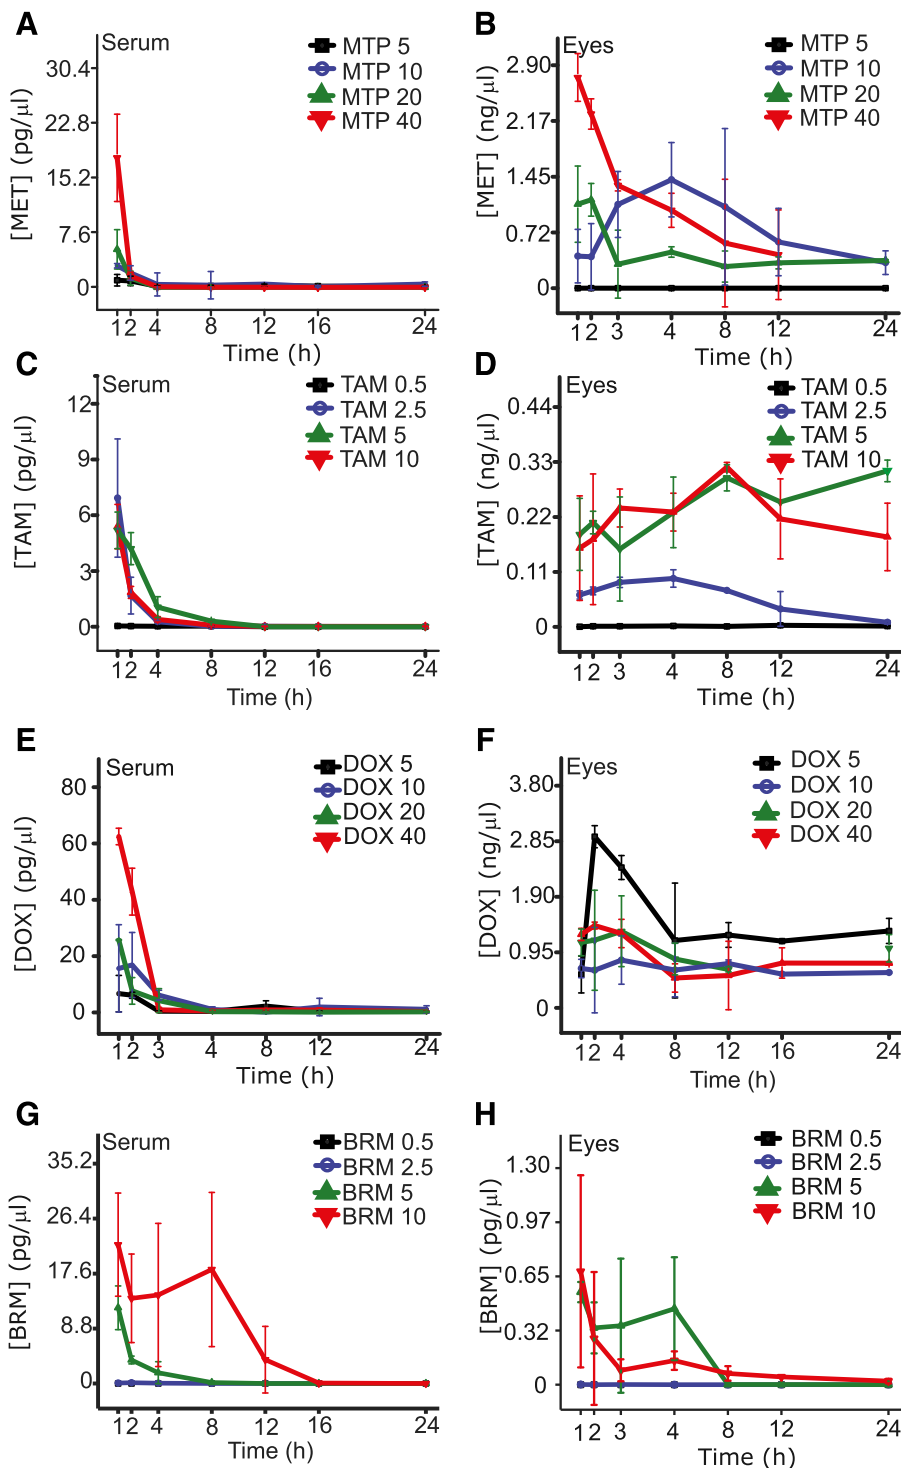 A
Serum
MTP 5
MTP 10
MTP 20
MTP 40
[MET] (pg/µl)
30.4
22.8
15.2
7.6
0
1 2 4 8 12 16 24
Time (h)
B
Eyes
MTP 5
MTP 10
MTP 20
MTP 40
[MET] (ng/µl)
2.90
2.17
1.45
0.72
0
1 2 3 4 8 12 24
Time (h)
C
Serum
TAM 0.5
TAM 2.5
TAM 5
TAM 10
[TAM] (pg/µl)
12
9
6
3
0
1 2 4 8 12 16 24
Time (h)
D
Eyes
TAM 0.5
TAM 2.5
TAM 5
TAM 10
[TAM] (ng/µl)
0.44
0.33
0.22
0.11
0
1 2 3 4 8 12 24
Time (h)
E
Serum
DOX 5
DOX 10
DOX 20
DOX 40
[DOX] (pg/µl)
80
60
40
20
0
1 2 3 4 8 12 24
Time (h)
F
Eyes
DOX 5
DOX 10
DOX 20
DOX 40
[DOX] (ng/µl)
3.80
2.85
1.90
0.95
0
1 2 4 8 12 16 24
Time (h)
G
Serum
BRM 0.5
BRM 2.5
BRM 5
BRM 10
[BRM] (pg/µl)
35.2
26.4
17.6
8.8
0
1 2 4 8 12 16 24
Time (h)
H
Eyes
BRM 0.5
BRM 2.5
BRM 5
BRM 10
[BRM] (pg/µl)
1.30
0.97
0.65
0.32
0
1 2 3 4 8 12 24
Time (h)